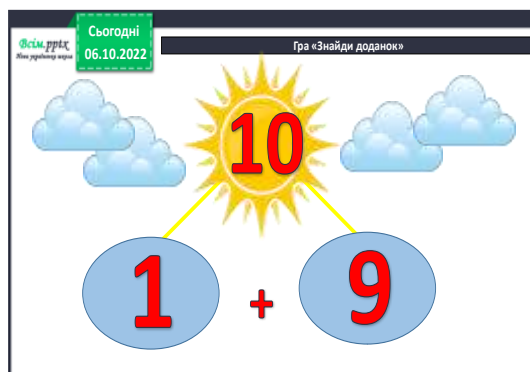 Сьогодні
06.10.2022
Всім.pptx
Нова українська школа
Гра «Знайди доданок»
10
1 + 9